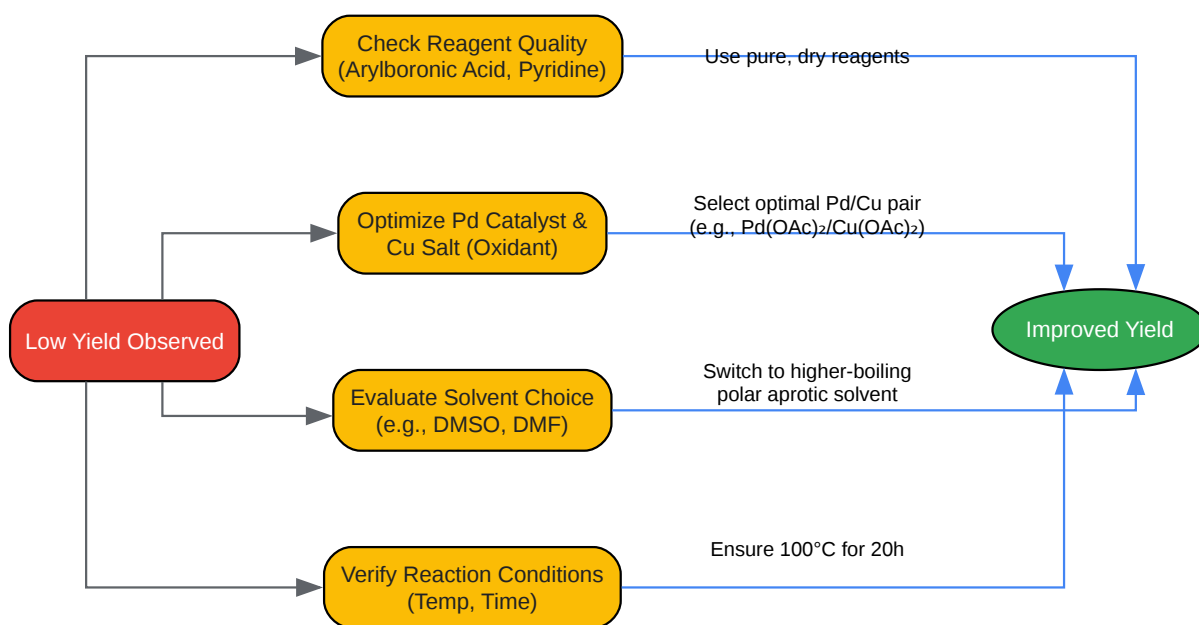 Check Reagent Quality
(Arylboronic Acid, Pyridine)
Use pure, dry reagents
Optimize Pd Catalyst &
Cu Salt (Oxidant)
Select optimal Pd/Cu pair
(e.g., Pd(OAc)₂/Cu(OAc)₂)
Low Yield Observed
Improved Yield
Evaluate Solvent Choice
(e.g., DMSO, DMF)
Switch to higher-boiling
polar aprotic solvent
Verify Reaction Conditions
(Temp, Time)
Ensure 100°C for 20h